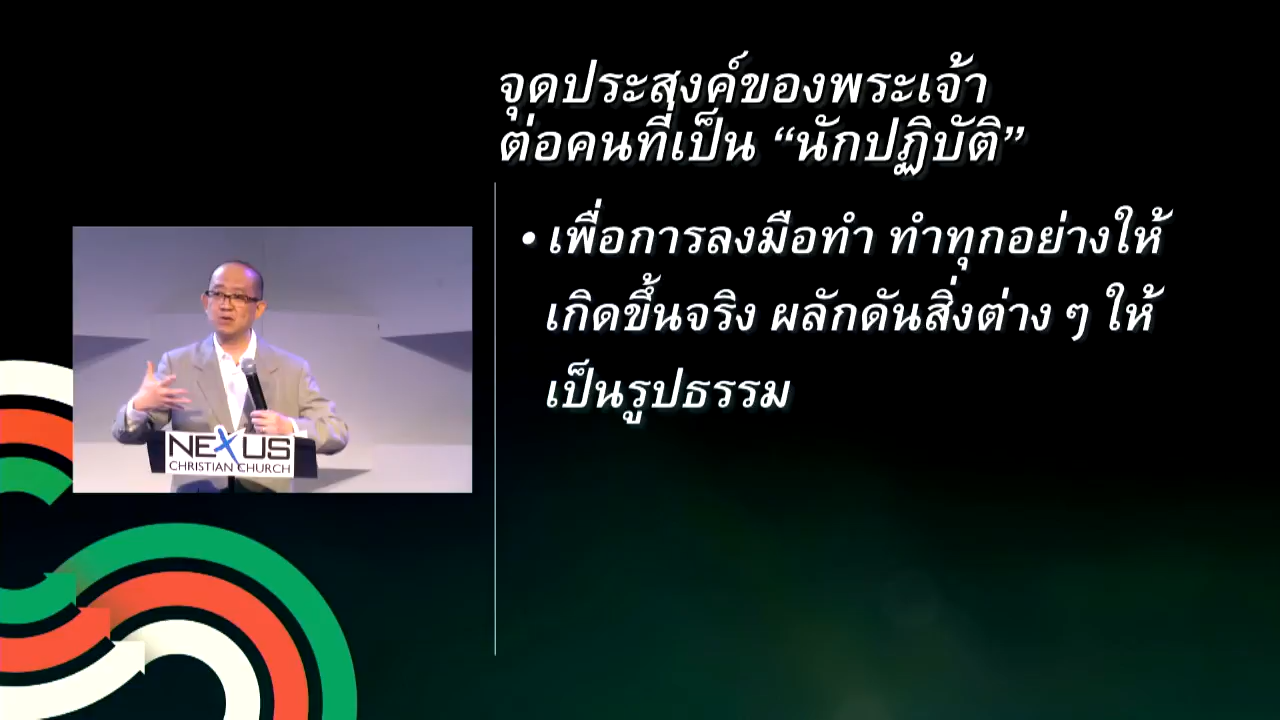 จุดประสงค์ของพระเจ้า
ต่อคนที่เป็น “นักปฏิบัติ”
• เพื่อการลงมือทำ ทำทุกอย่างให้
เกิดขึ้นจริง ผลักดันสิ่งต่าง ๆ ให้
เป็นรูปธรรม
NEXUS
CHRISTIAN CHURCH